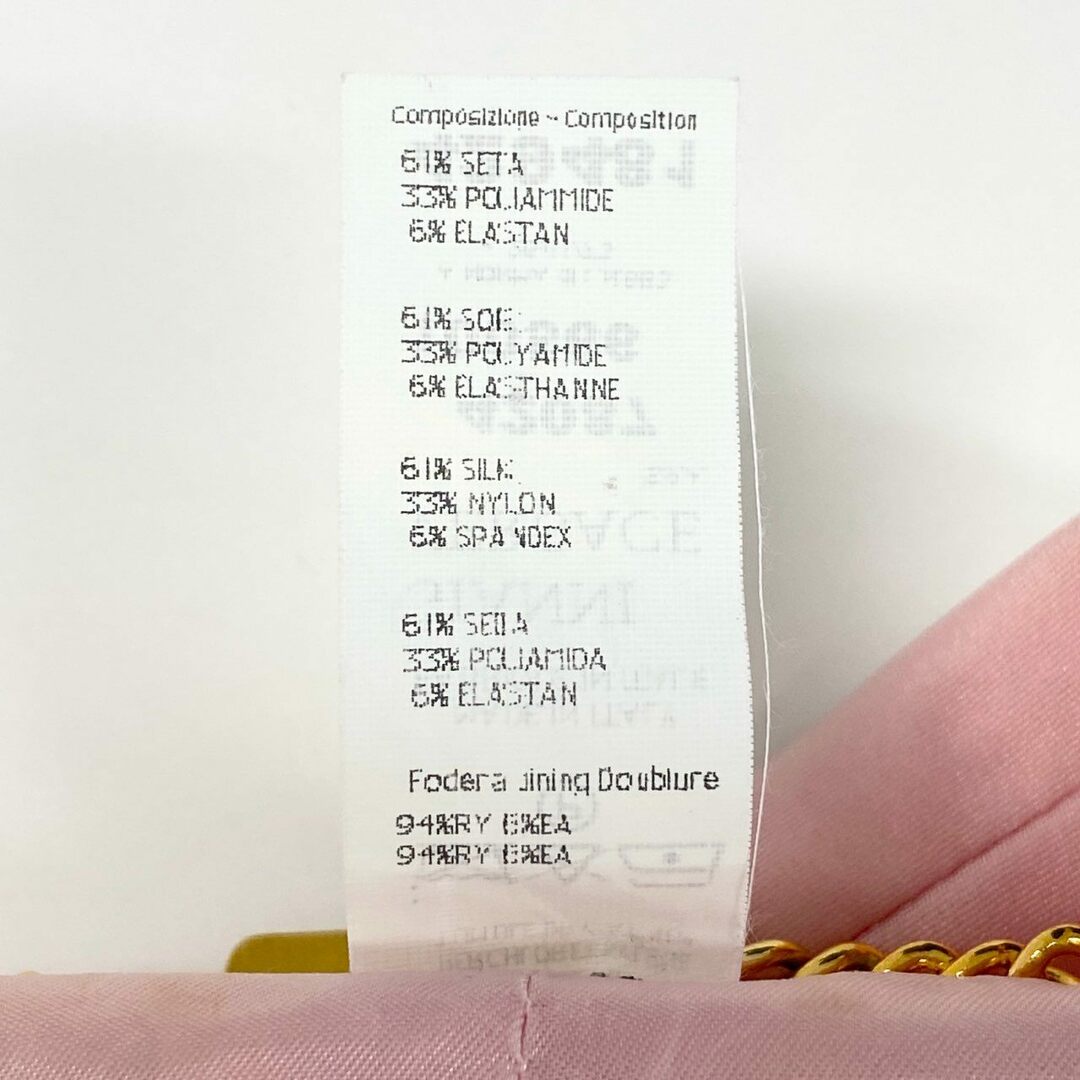 Composizione ~ Composition
61% SETA
33% POLIAMMIDE
6% ELASTAN
61% SOIE
33% POLYAMIDE
6% ELASTHANNE
61% SILK
33% NYLON
6% SPANDEX
61% SEDA
33% POLIAMIDA
6% ELASTAN
Fodera Lining Doublure
94%RY 6%EA
94%RY 6%EA